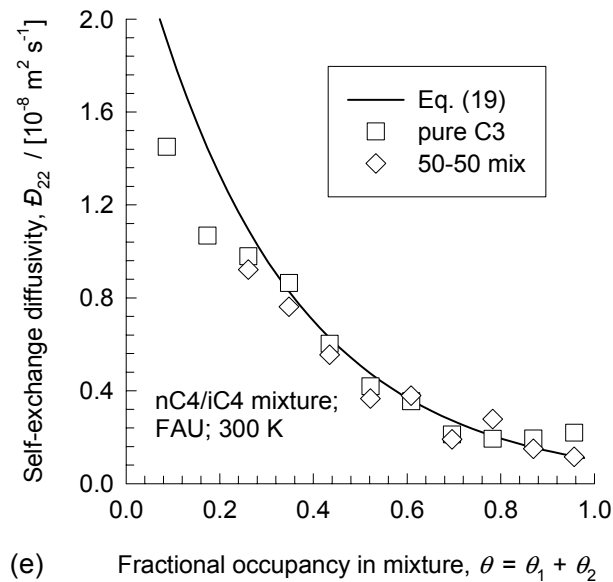 2.0
1.6
1.2
0.8
0.4
0.0
0.0 0.2 0.4 0.6 0.8 1.0
Self-exchange diffusivity, Đ₂₂ / [10⁻⁸ m² s⁻¹]
Eq. (19)
pure C3
50-50 mix
nC4/iC4 mixture;
FAU; 300 K
(e) Fractional occupancy in mixture, θ = θ₁ + θ₂